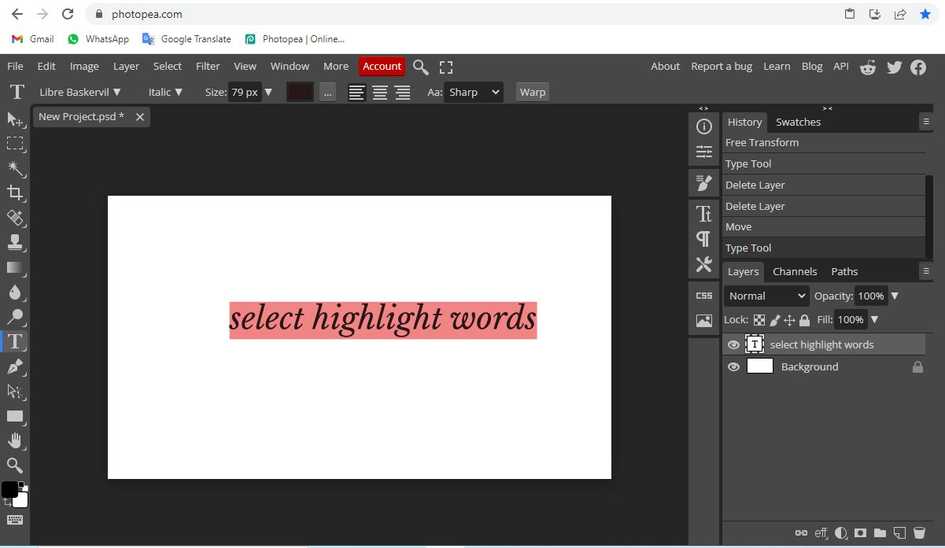 photopea.com
Gmail WhatsApp Google Translate Photopea | Online...
File Edit Image Layer Select Filter View Window More Account About Report a bug Learn Blog API
Libre Baskervil Italic Size: 79 px ... Aa: Sharp Warp
New Project.psd *
History Swatches
Free Transform
Type Tool
Delete Layer
Delete Layer
Move
Type Tool
select highlight words
Layers Channels Paths
CSS
Normal Opacity: 100%
Lock: Fill: 100%
select highlight words
Background
eff